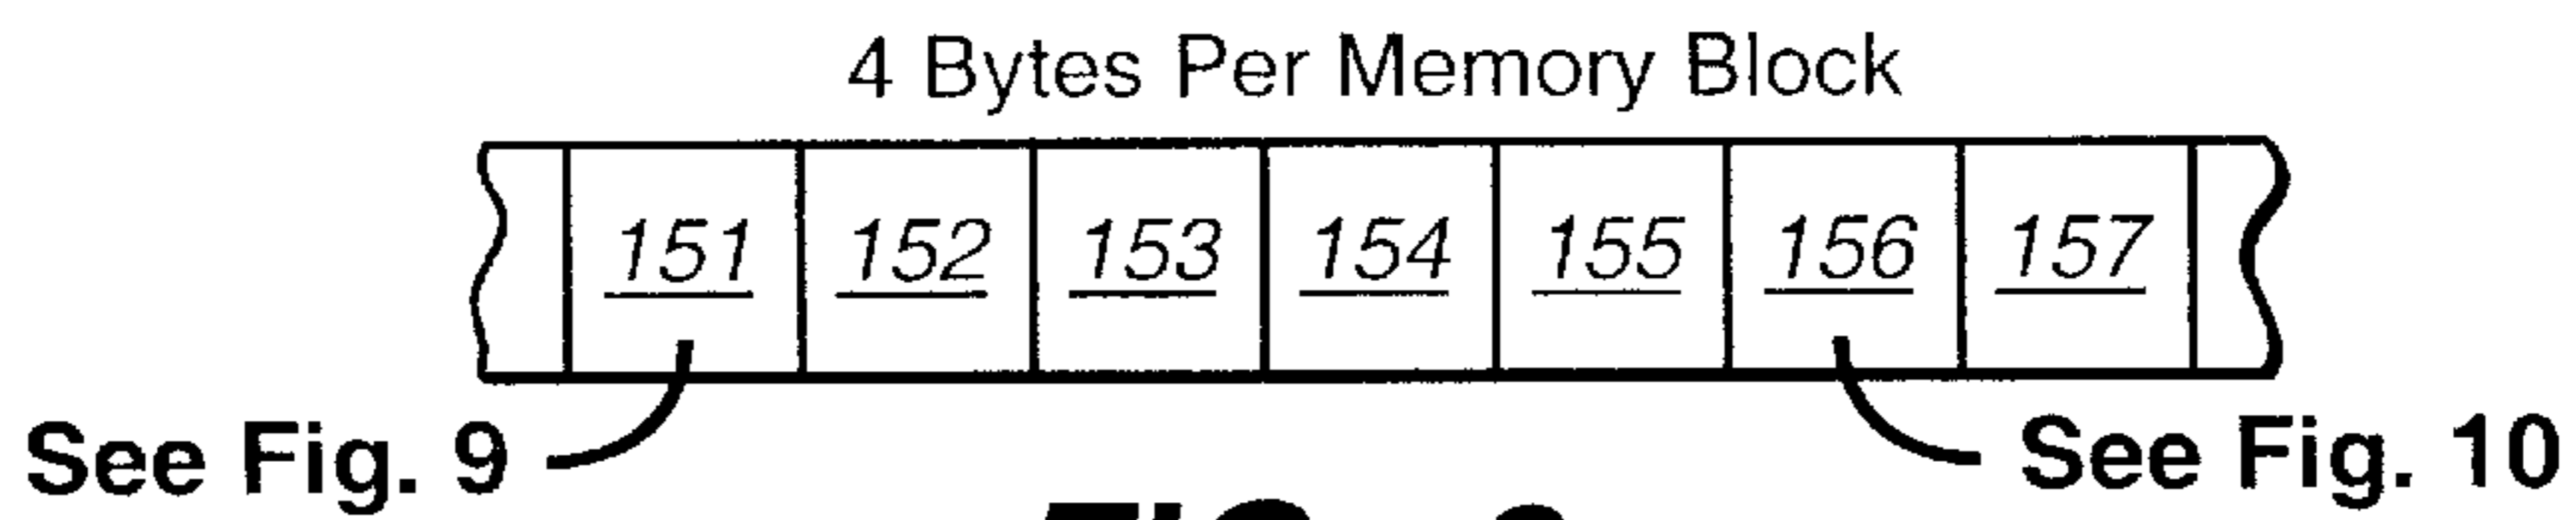 4 Bytes Per Memory Block
151 152 153 154 155 156 157
See Fig. 9 See Fig. 10